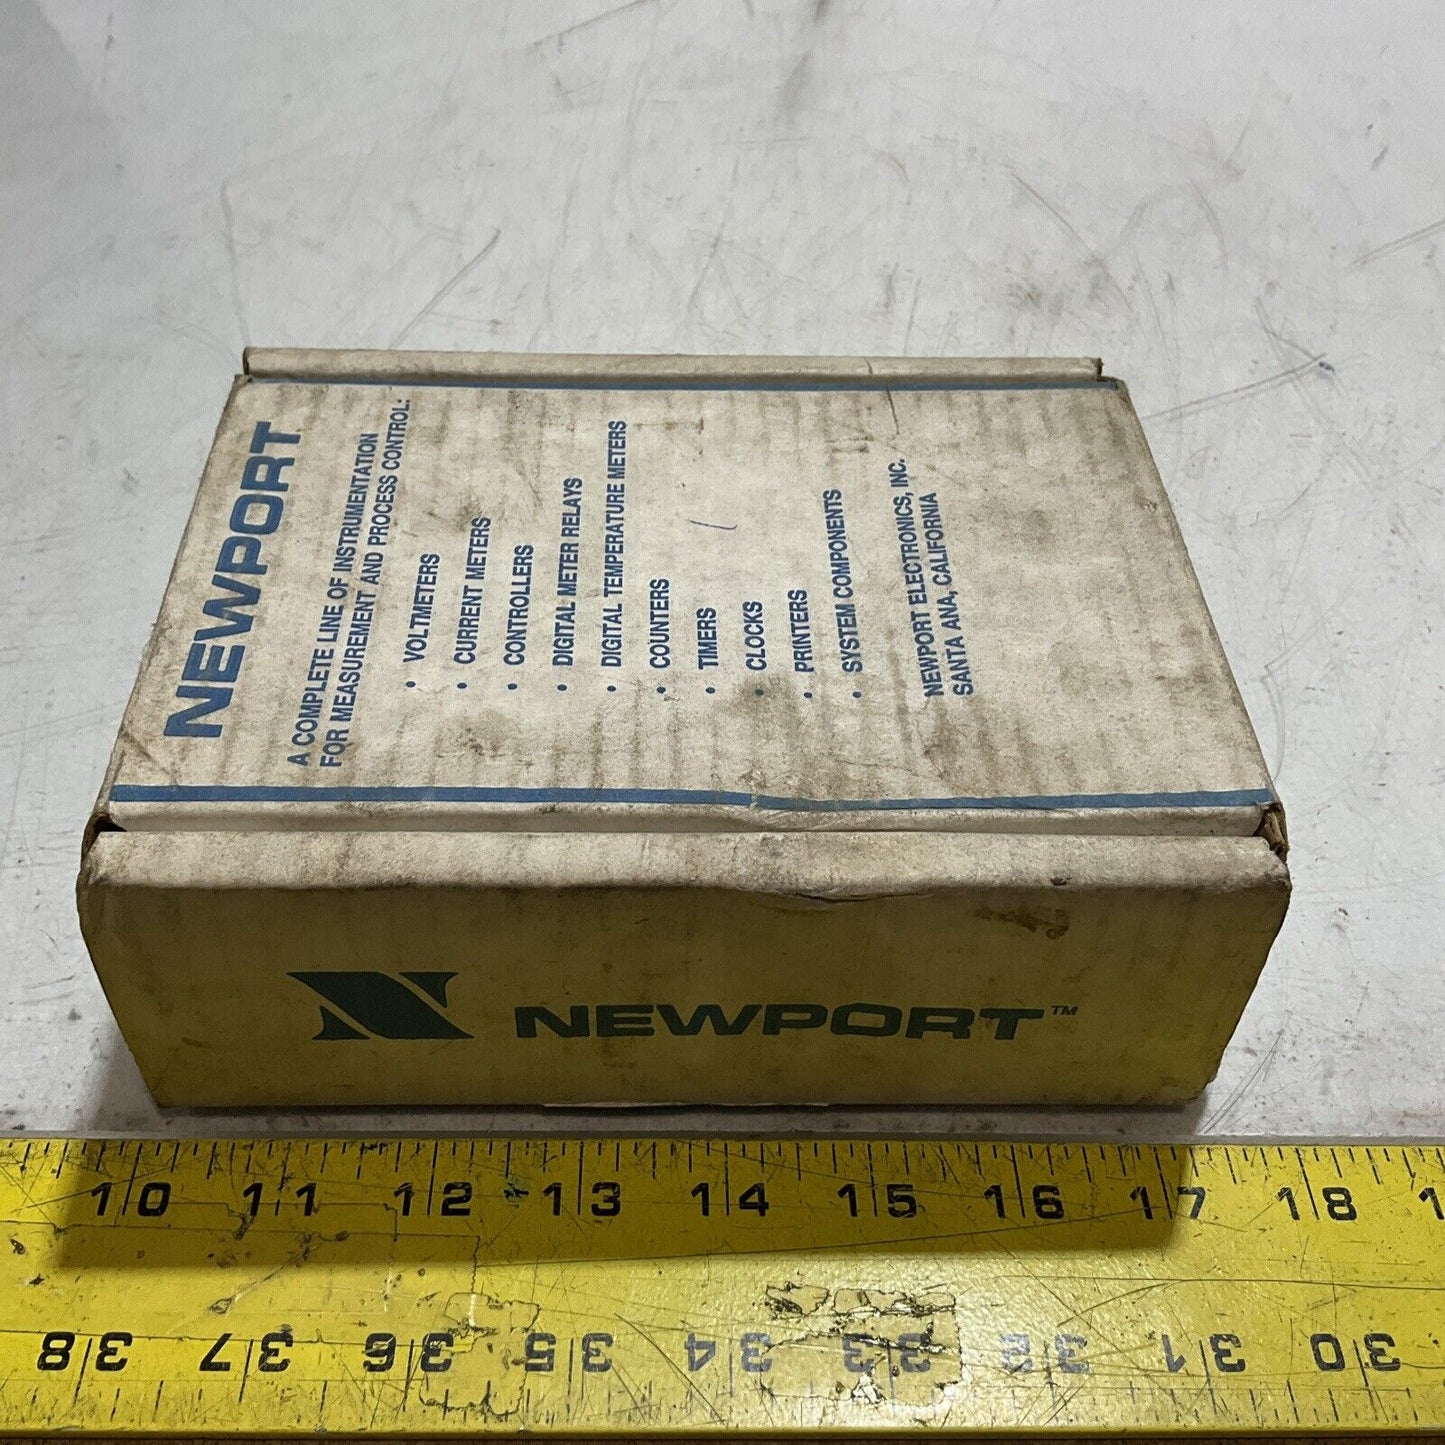 NEWPORT
A COMPLETE LINE OF INSTRUMENTATION
FOR MEASUREMENT AND PROCESS CONTROL:
• VOLTMETERS
• CURRENT METERS
• CONTROLLERS
• DIGITAL METER RELAYS
• DIGITAL TEMPERATURE METERS
• COUNTERS
• TIMERS
• CLOCKS
• PRINTERS
• SYSTEM COMPONENTS
NEWPORT ELECTRONICS, INC.
SANTA ANA, CALIFORNIA
N NEWPORT™
10 11 12 13 14 15 16 17 18 1
38 37 36 35 34 33 32 31 30